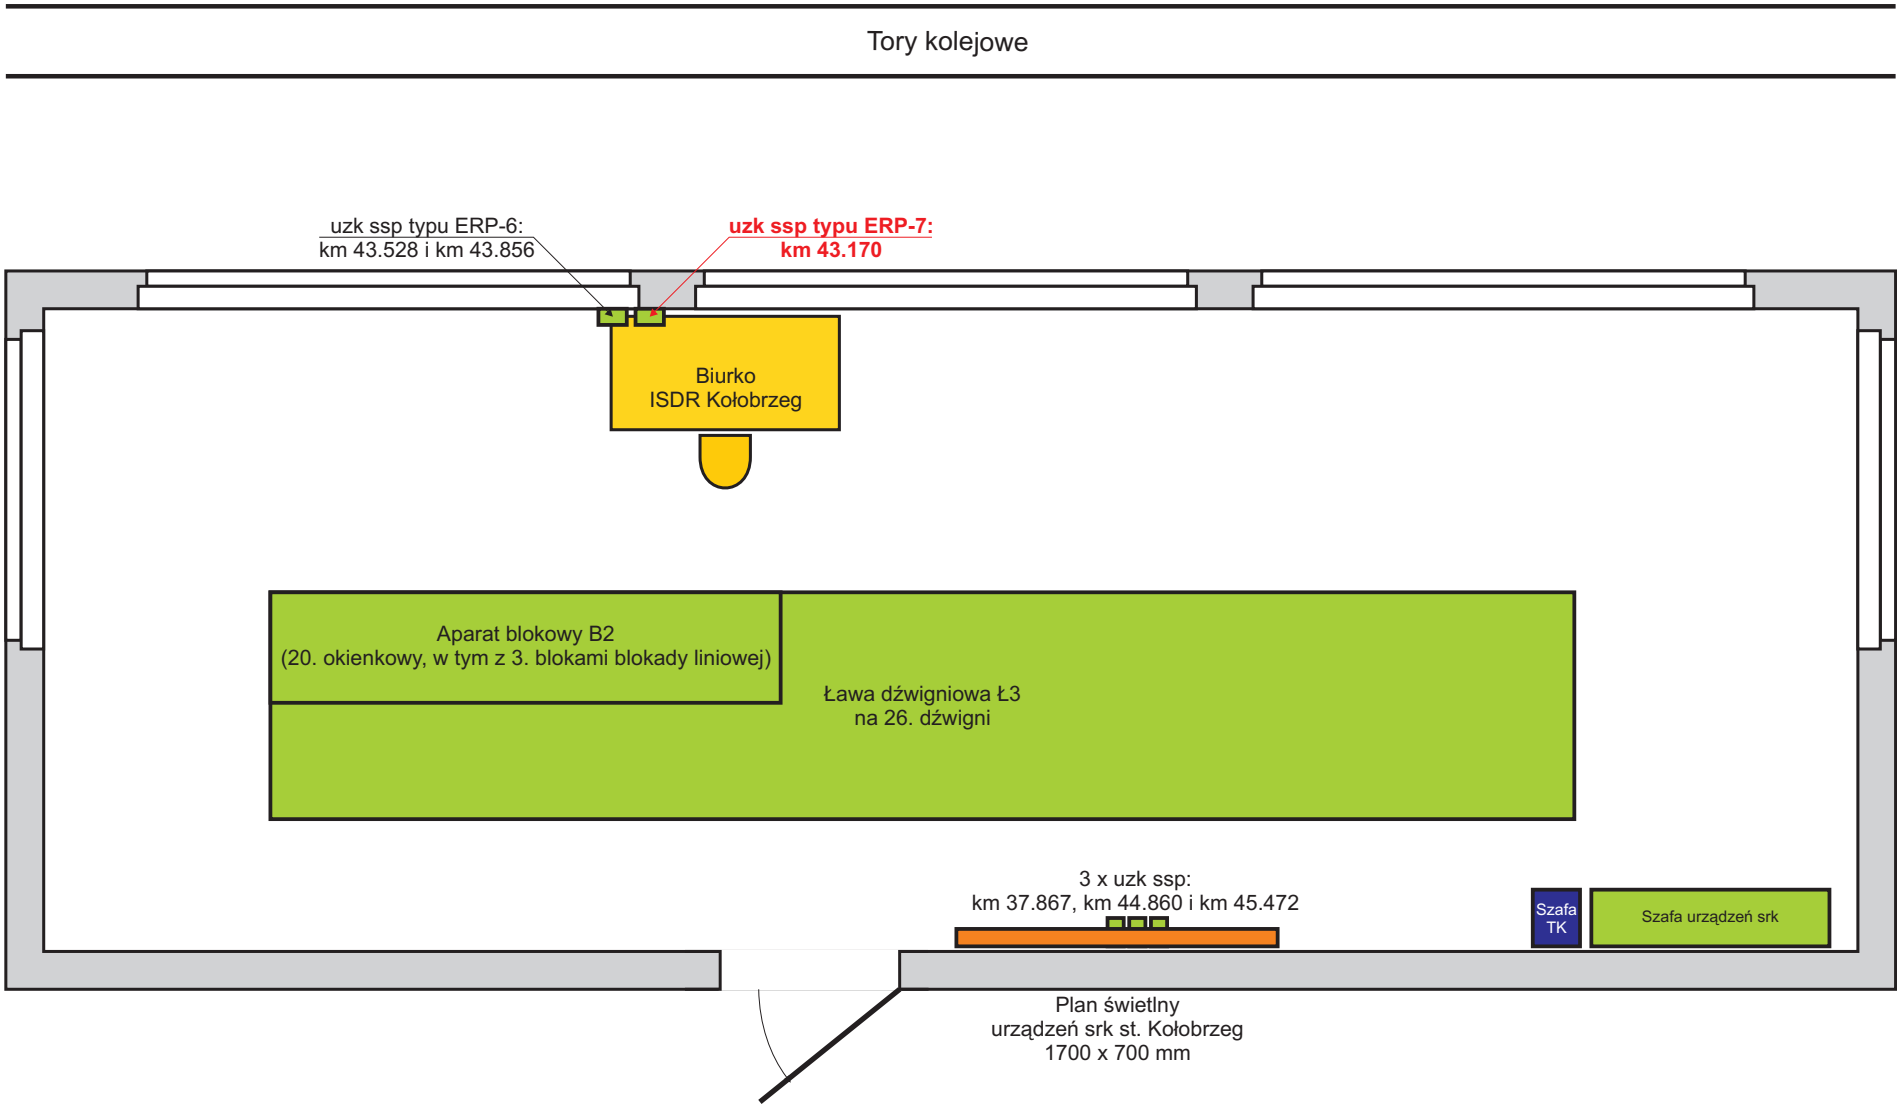 Tory kolejowe
uzk ssp typu ERP-6:
km 43.528 i km 43.856
uzk ssp typu ERP-7:
km 43.170
Biurko
ISDR Kołobrzeg
Aparat blokowy B2
(20. okienkowy, w tym z 3. blokami blokady liniowej)
Ława dźwigniowa Ł3
na 26. dźwigni
3 x uzk ssp:
km 37.867, km 44.860 i km 45.472
Szafa
TK
Szafa urządzeń srk
Plan świetlny
urządzeń srk st. Kołobrzeg
1700 x 700 mm